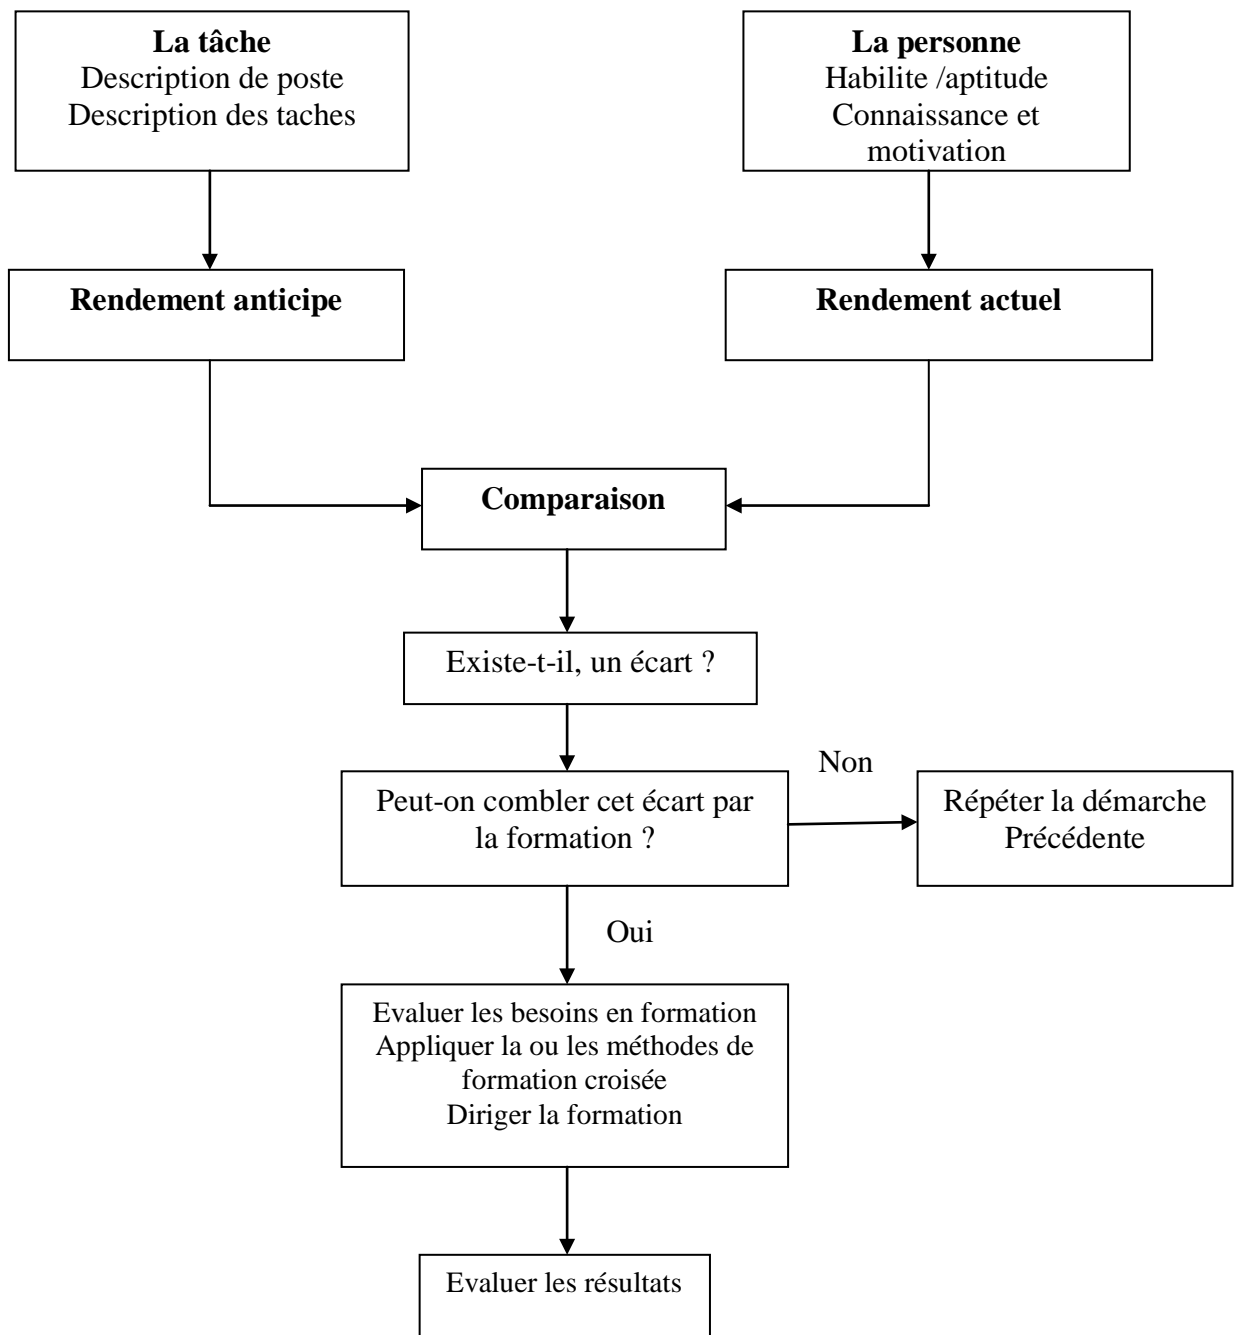 La tâche
Description de poste
Description des taches
La personne
Habilite /aptitude
Connaissance et
motivation
Rendement anticipe
Rendement actuel
Comparaison
Existe-t-il, un écart ?
Peut-on combler cet écart par
la formation ?
Non
Répéter la démarche
Précédente
Oui
Evaluer les besoins en formation
Appliquer la ou les méthodes de
formation croisée
Diriger la formation
Evaluer les résultats